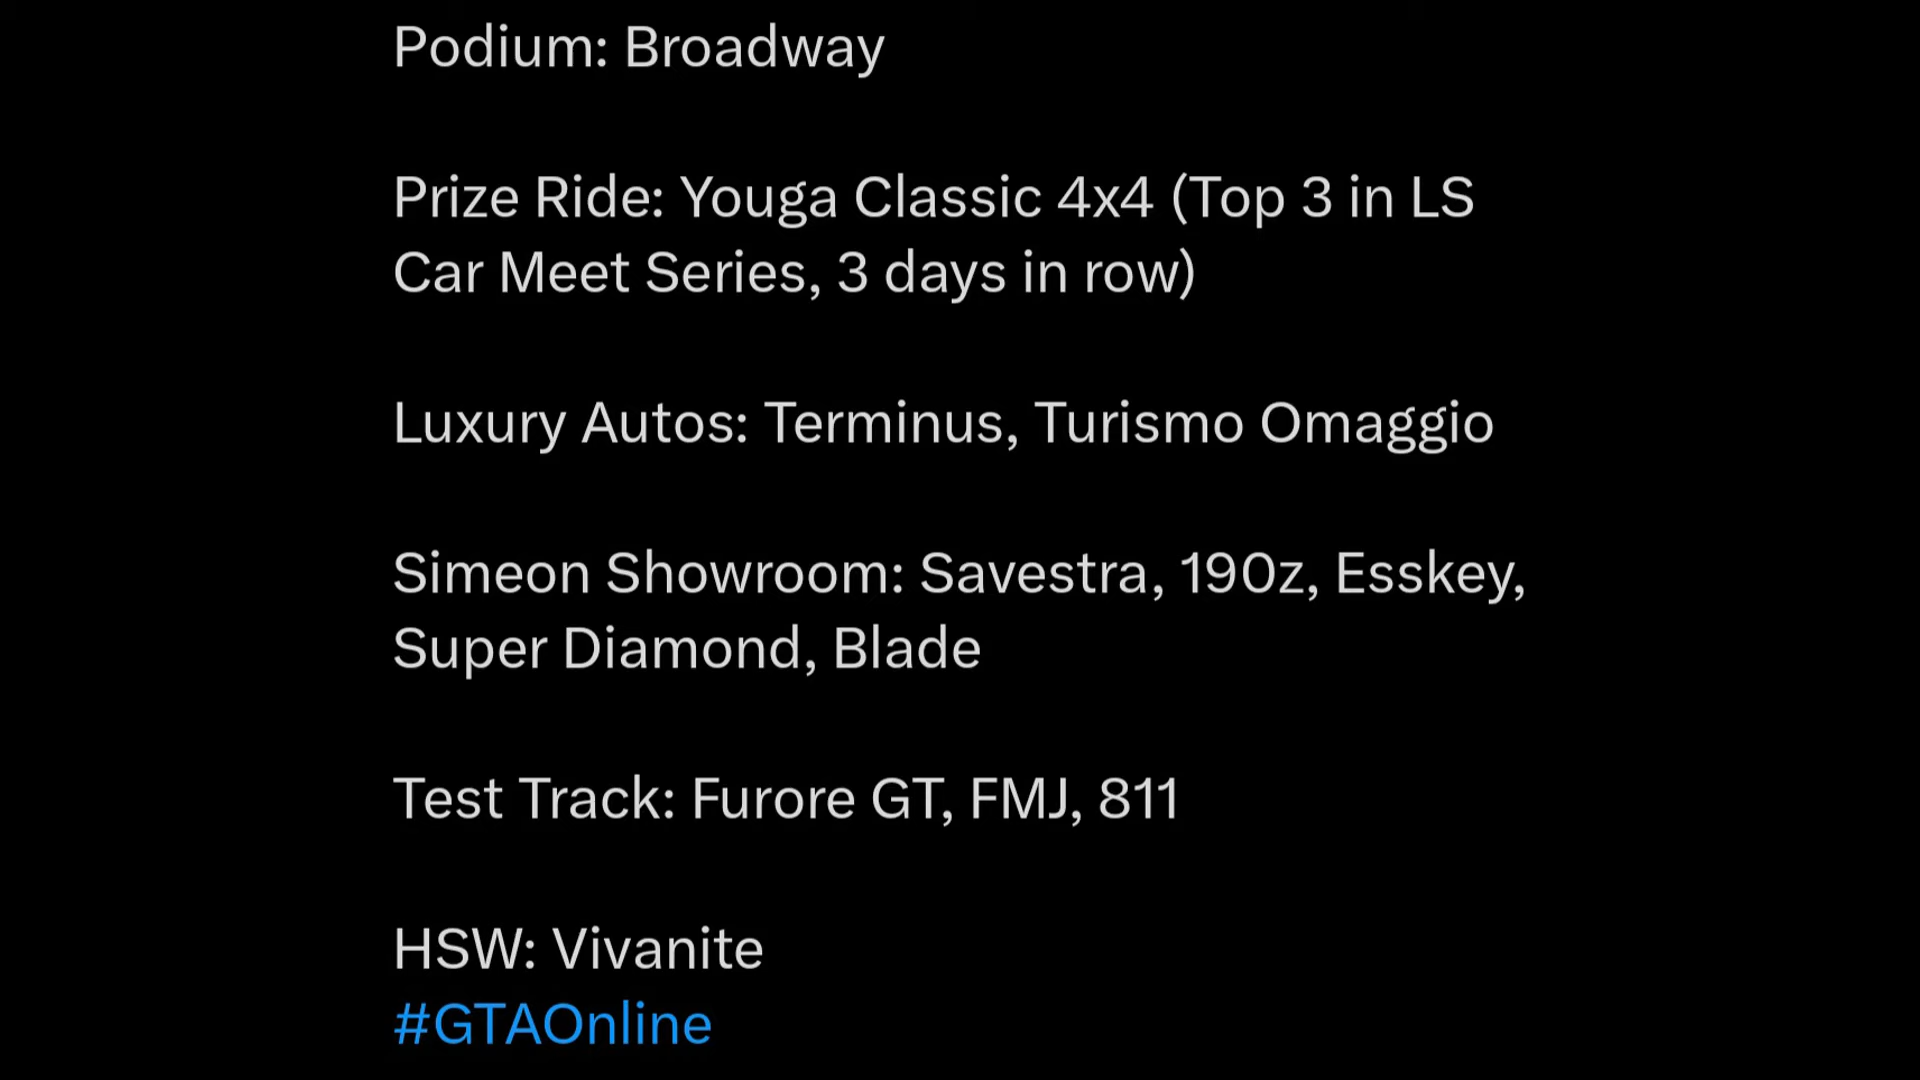 Podium: Broadway
Prize Ride: Youga Classic 4x4 (Top 3 in LS
Car Meet Series, 3 days in row)
Luxury Autos: Terminus, Turismo Omaggio
Simeon Showroom: Savestra, 190z, Esskey,
Super Diamond, Blade
Test Track: Furore GT, FMJ, 811
HSW: Vivanite
#GTAOnline